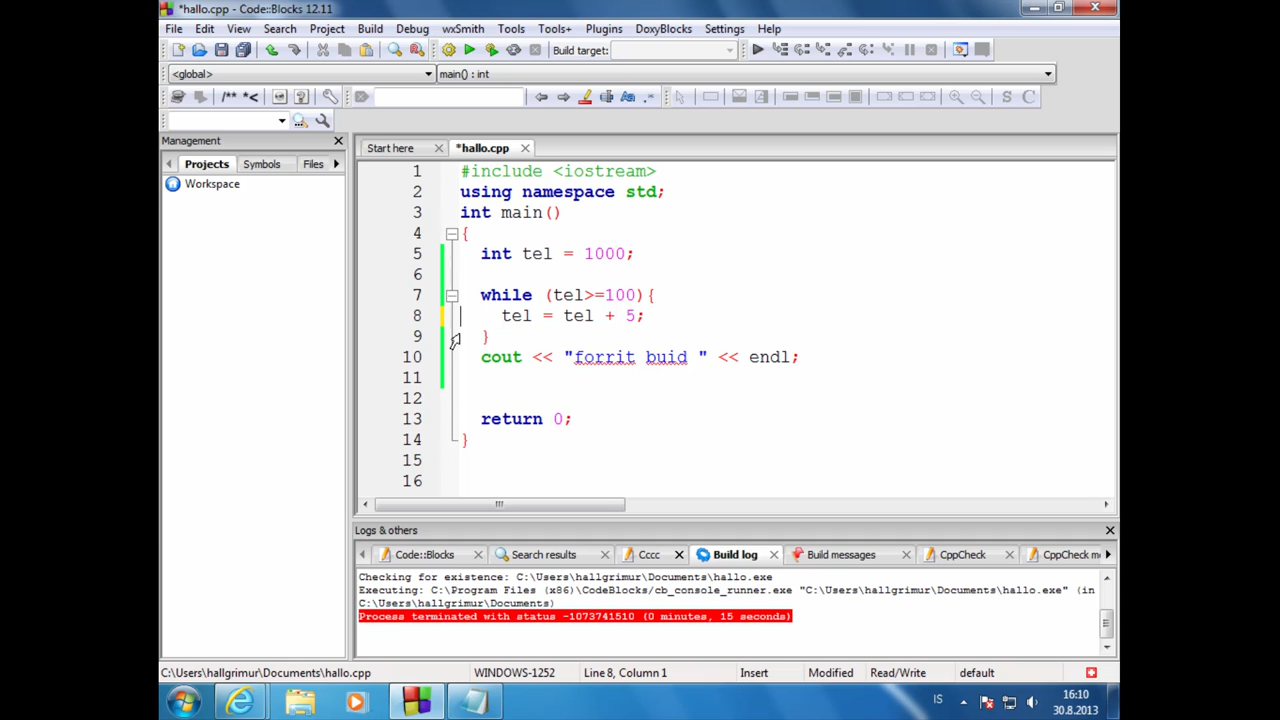 *hallo.cpp - Code::Blocks 12.11
File Edit View Search Project Build Debug wxSmith Tools Tools+ Plugins DoxyBlocks Settings Help
Build target:
<global> main() : int
/** *<
Management
Projects Symbols Files
Workspace
Start here *hallo.cpp
1 #include <iostream>
2 using namespace std;
3 int main()
4 {
5 int tel = 1000;
6
7 while (tel>=100){
8 tel = tel + 5;
9 }
10 cout << "forrit buid " << endl;
11
12
13 return 0;
14 }
15
16
Logs & others
Code::Blocks Search results Cccc Build log Build messages CppCheck CppCheck me
Checking for existence: C:\Users\hallgrimur\Documents\hallo.exe
Executing: C:\Program Files (x86)\CodeBlocks/cb_console_runner.exe "C:\Users\hallgrimur\Documents\hallo.exe" (in
C:\Users\hallgrimur\Documents)
Process terminated with status -1073741510 (0 minutes, 15 seconds)
C:\Users\hallgrimur\Documents\hallo.cpp WINDOWS-1252 Line 8, Column 1 Insert Modified Read/Write default
IS 16:10
30.8.2013